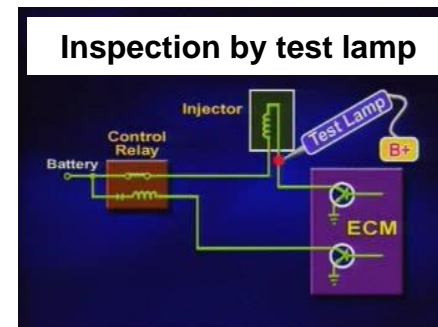 Inspection by test lamp
Injector
Test Lamp
B+
Control
Relay
Battery
ECM